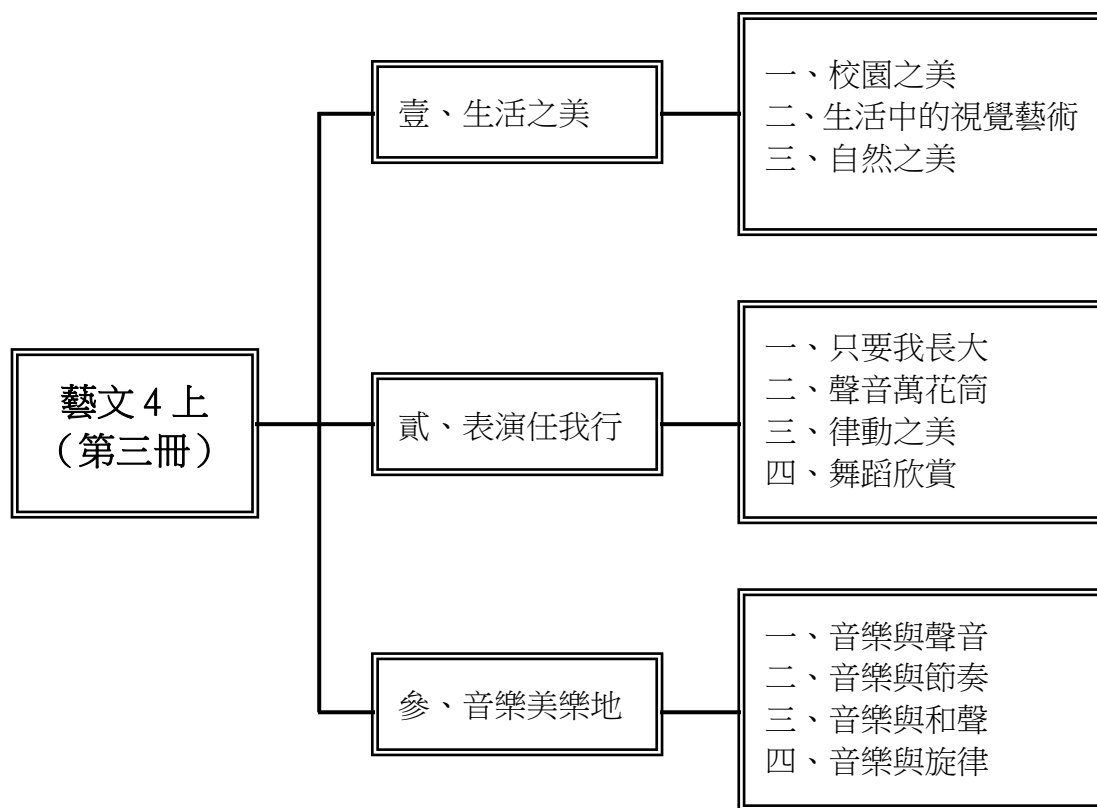 藝文 4 上
（第三冊）
壹、生活之美
一、校園之美
二、生活中的視覺藝術
三、自然之美
貳、表演任我行
一、只要我長大
二、聲音萬花筒
三、律動之美
四、舞蹈欣賞
參、音樂美樂地
一、音樂與聲音
二、音樂與節奏
三、音樂與和聲
四、音樂與旋律